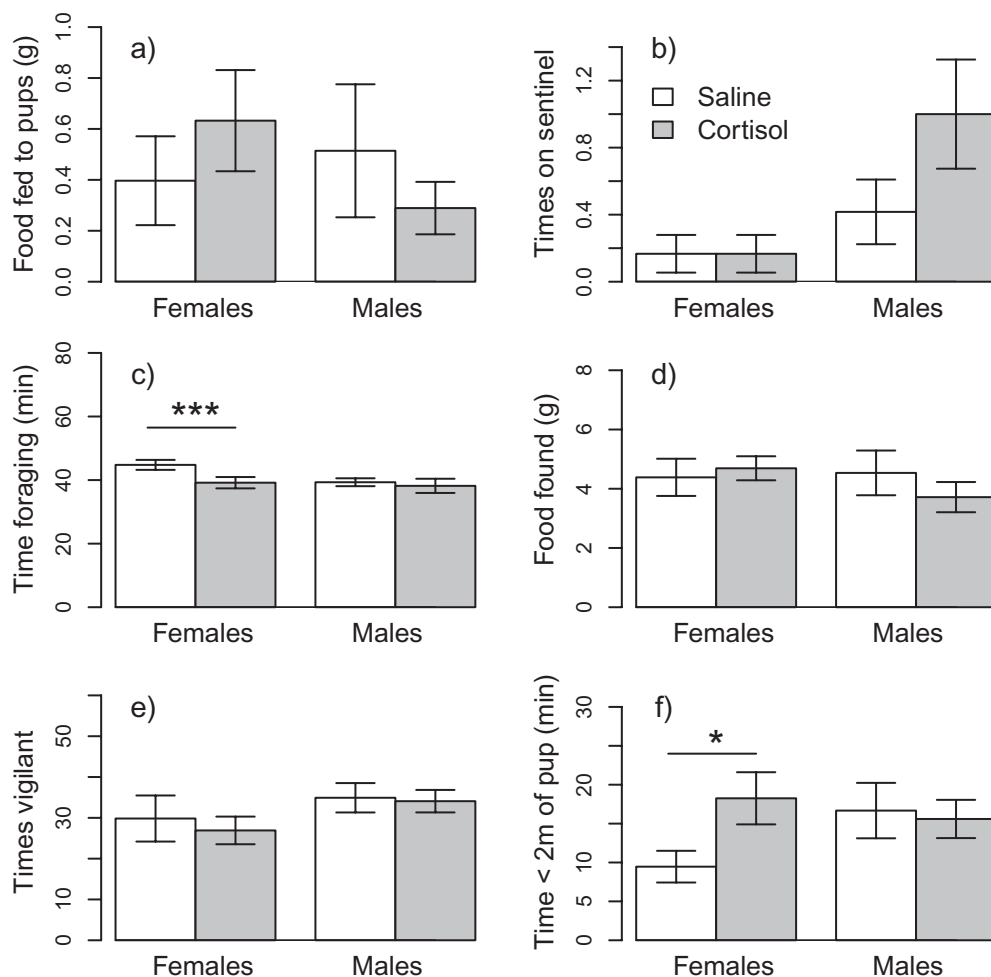 a)
Food fed to pups (g)
0.0 0.2 0.4 0.6 0.8 1.0
Females Males
b)
Saline
Cortisol
Times on sentinel
0.0 0.4 0.8 1.2
Females Males
c)
***
Time foraging (min)
0 20 40 60 80
Females Males
d)
Food found (g)
0 2 4 6 8
Females Males
e)
Times vigilant
0 10 30 50
Females Males
f)
*
Time < 2m of pup (min)
0 5 10 20 30
Females Males